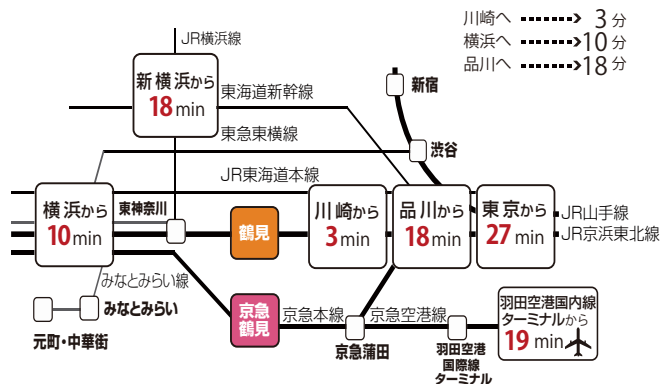 川崎へ 3分
横浜へ 10分
品川へ 18分
JR横浜線
新横浜から
18min
東海道新幹線
新宿
東急東横線
渋谷
JR東海道本線
横浜から
10min
東神奈川
鶴見
川崎から
3min
品川から
18min
東京から
27min
JR山手線
JR京浜東北線
みなとみらい線
みなとみらい
元町・中華街
京急
鶴見
京急本線
京急蒲田
京急空港線
羽田空港
国際線
ターミナル
羽田空港国内線
ターミナルから
19 min